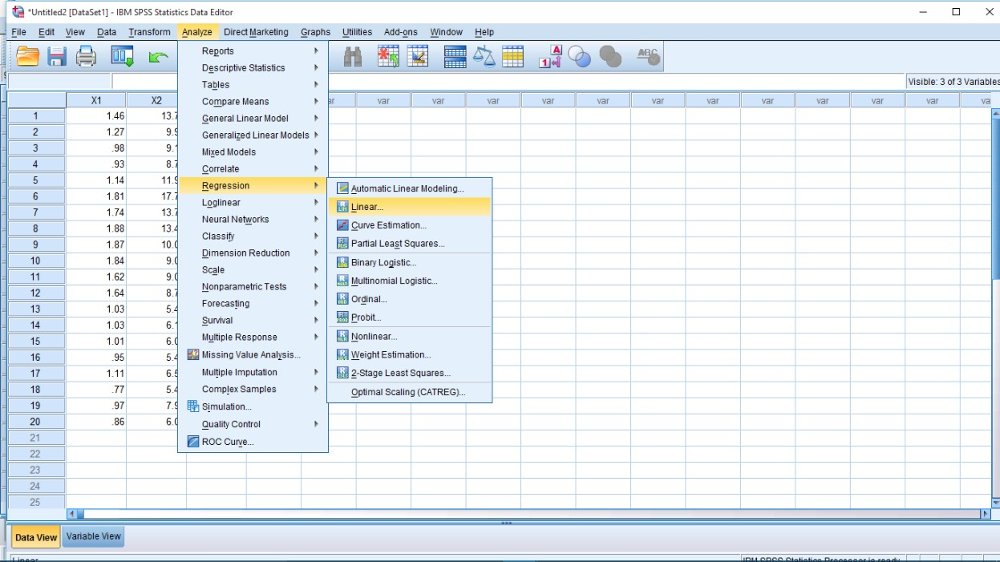 *Untitled2 [DataSet1] - IBM SPSS Statistics Data Editor
File Edit View Data Transform Analyze Direct Marketing Graphs Utilities Add-ons Window Help
Visible: 3 of 3 Variables
X1 X2 var var var var var var var var var var var
1 1.46 13.7
2 1.27 9.9
3 .98 9.1
4 .93 8.7
5 1.14 11.9
6 1.81 17.7
7 1.74 13.7
8 1.88 13.4
9 1.87 10.0
10 1.84 9.0
11 1.62 9.0
12 1.64 8.7
13 1.03 5.4
14 1.03 6.1
15 1.01 6.0
16 .95 5.4
17 1.11 6.5
18 .77 5.4
19 .97 7.9
20 .86 6.0
21
22
23
24
25
Reports
Descriptive Statistics
Tables
Compare Means
General Linear Model
Generalized Linear Models
Mixed Models
Correlate
Regression
Loglinear
Neural Networks
Classify
Dimension Reduction
Scale
Nonparametric Tests
Forecasting
Survival
Multiple Response
Missing Value Analysis...
Multiple Imputation
Complex Samples
Simulation...
Quality Control
ROC Curve...
Automatic Linear Modeling...
Linear...
Curve Estimation...
Partial Least Squares...
Binary Logistic...
Multinomial Logistic...
Ordinal...
Probit...
Nonlinear...
Weight Estimation...
2-Stage Least Squares...
Optimal Scaling (CATREG)...
Data View Variable View
Linear... IBM SPSS Statistics Processor is ready